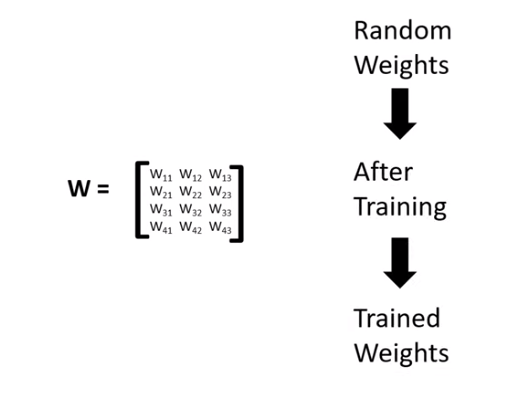 Random
Weights
W =
W11 W12 W13
W21 W22 W23
W31 W32 W33
W41 W42 W43
After
Training
Trained
Weights